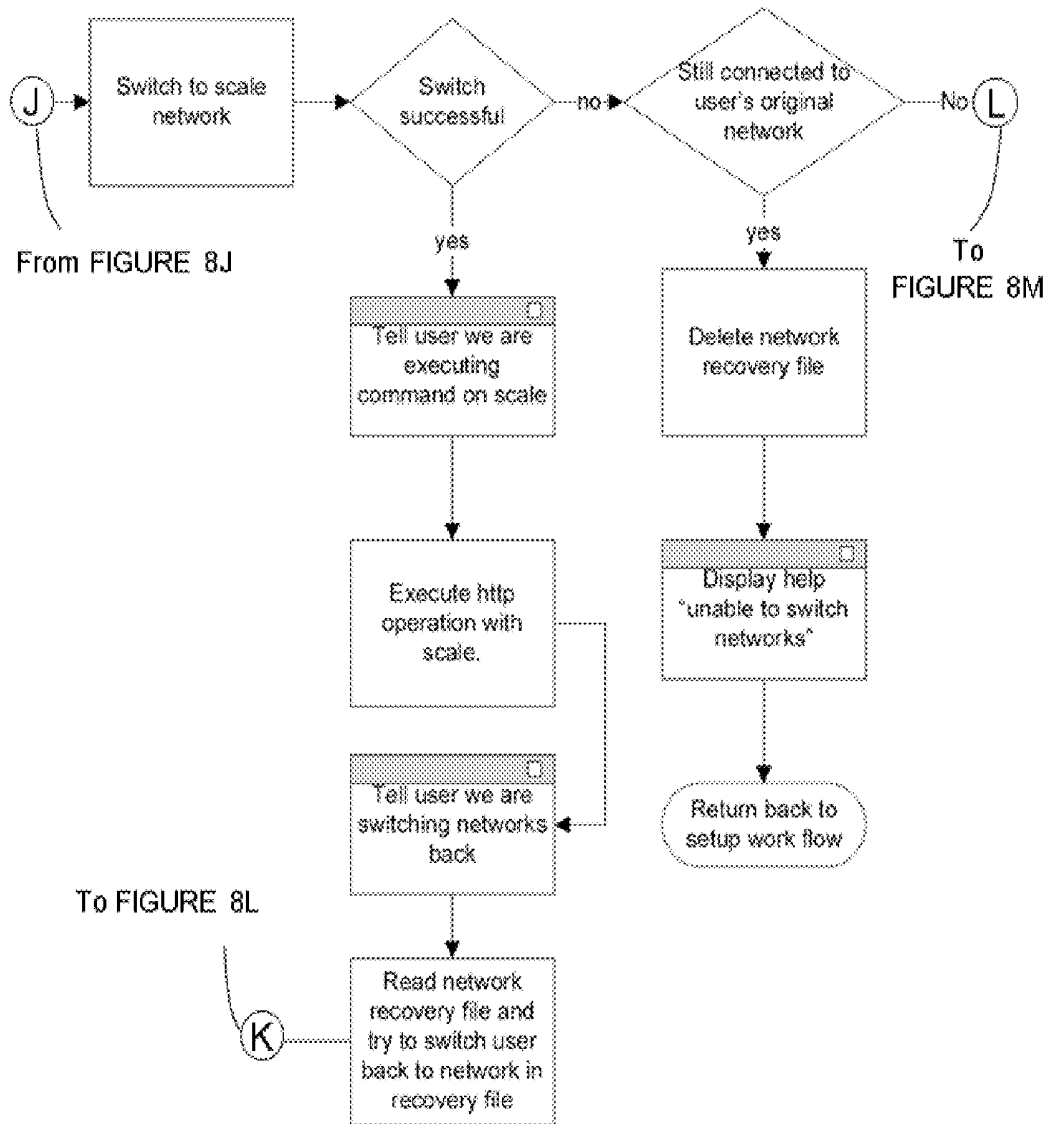 J
Switch to scale
network
Switch
successful
no
Still connected to
user's original
network
No
L
From FIGURE 8J
yes
yes
To
FIGURE 8M
Tell user we are
executing
command on scale
Delete network
recovery file
Execute http
operation with
scale.
Display help
"unable to switch
networks"
Tell user we are
switching networks
back
Return back to
setup work flow
To FIGURE 8L
K
Read network
recovery file and
try to switch user
back to network in
recovery file